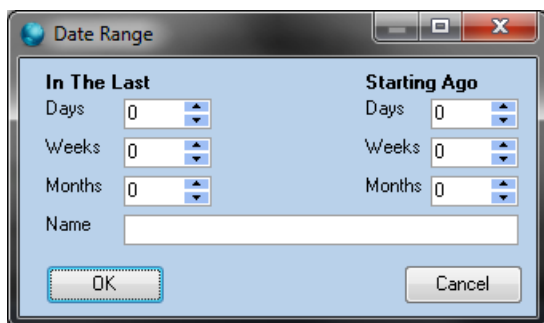 Date Range
In The Last Starting Ago
Days 0 Days 0
Weeks 0 Weeks 0
Months 0 Months 0
Name
OK Cancel